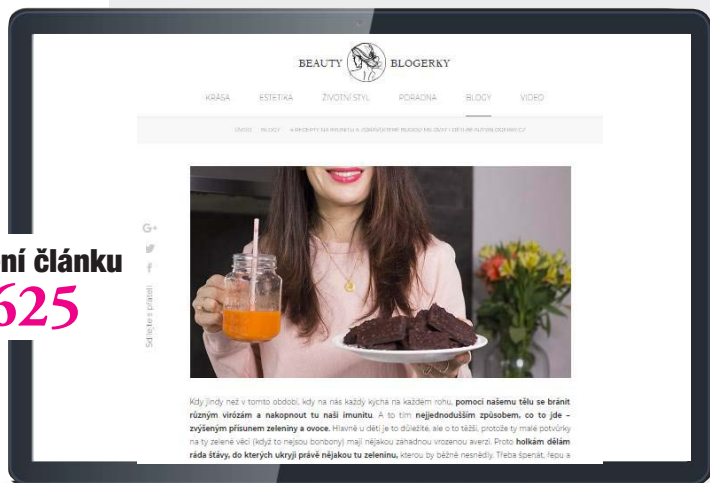 BEAUTY BLOGERKY
KRÁSA ESTETIKA ŽIVOTNÍ STYL PORADNA BLOGY VIDEO
ÚVOD BLOGY
G+
f
Sdílejte s přáteli
ní článku
625
Kdy jindy než v tomto období, kdy na nás každý kýchá na každém rohu, pomoci našemu tělu se bránit
různým virózám a nakopnout tu naši imunitu. A to tím nejjednodušším způsobem, co to jde –
zvýšeným přísunem zeleniny a ovoce. Hlavně u dětí je to důležité, ale o to těžší, protože ty malé potvůrky
na ty zelené věci (když to nejsou bonbony) mají nějakou záhadnou vrozenou averzi. Proto holkám dělám
ráda šťávy, do kterých ukryji právě nějakou tu zeleninu, kterou by běžně nesnědly. Třeba špenát, řepu a